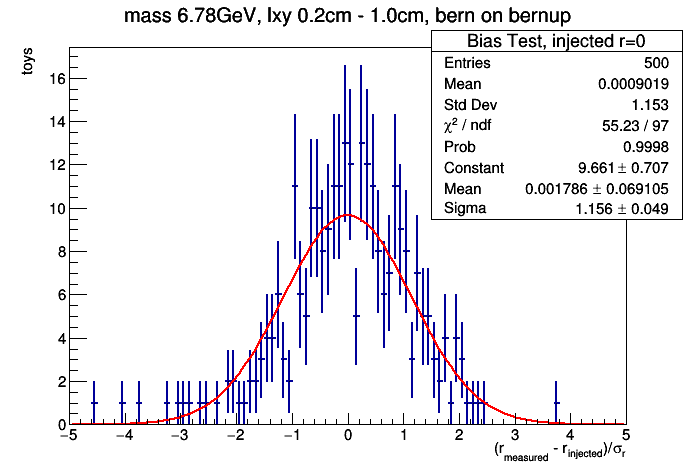 mass 6.78GeV, lxy 0.2cm - 1.0cm, bern on bernup
Bias Test, injected r=0
Entries 500
Mean 0.0009019
Std Dev 1.153
χ² / ndf 55.23 / 97
Prob 0.9998
Constant 9.661 ± 0.707
Mean 0.001786 ± 0.069105
Sigma 1.156 ± 0.049
toys
16
14
12
10
8
6
4
2
0
−5 −4 −3 −2 −1 0 1 2 3 4 5
(r_measured - r_injected)/σ_r